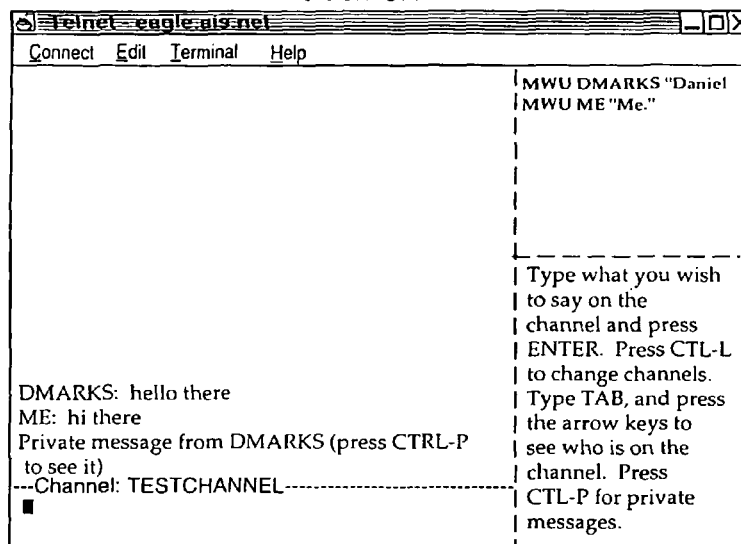 Telnet - eagle.ais.net
Connect Edit Terminal Help
MWU DMARKS "Daniel
MWU ME "Me."
DMARKS: hello there
ME: hi there
Private message from DMARKS (press CTRL-P
to see it)
---Channel: TESTCHANNEL---
Type what you wish
to say on the
channel and press
ENTER. Press CTL-L
to change channels.
Type TAB, and press
the arrow keys to
see who is on the
channel. Press
CTL-P for private
messages.